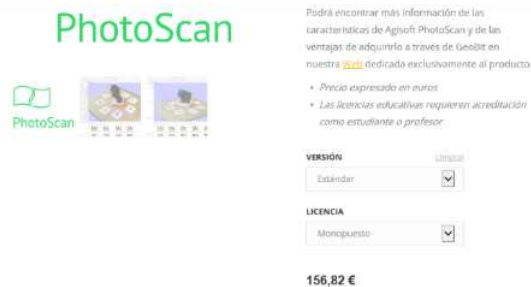 PhotoScan
PhotoScan
Podrá encontrar más información de las
características de Agisoft PhotoScan y de las
ventajas de adquirirlo a través de GeoBit en
nuestra Web dedicada exclusivamente al producto.
• Precio expresado en euros
• Las licencias educativas requieren acreditación
como estudiante o profesor
VERSIÓN
Limpiar
Estándar
LICENCIA
Monopuesto
156,82 €